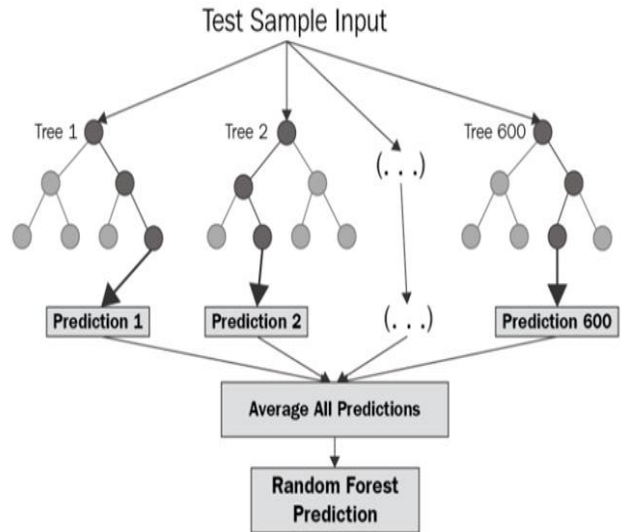 Test Sample Input
Tree 1
Tree 2
Tree 600
(. . .)
Prediction 1
Prediction 2
(. . .)
Prediction 600
Average All Predictions
Random Forest
Prediction